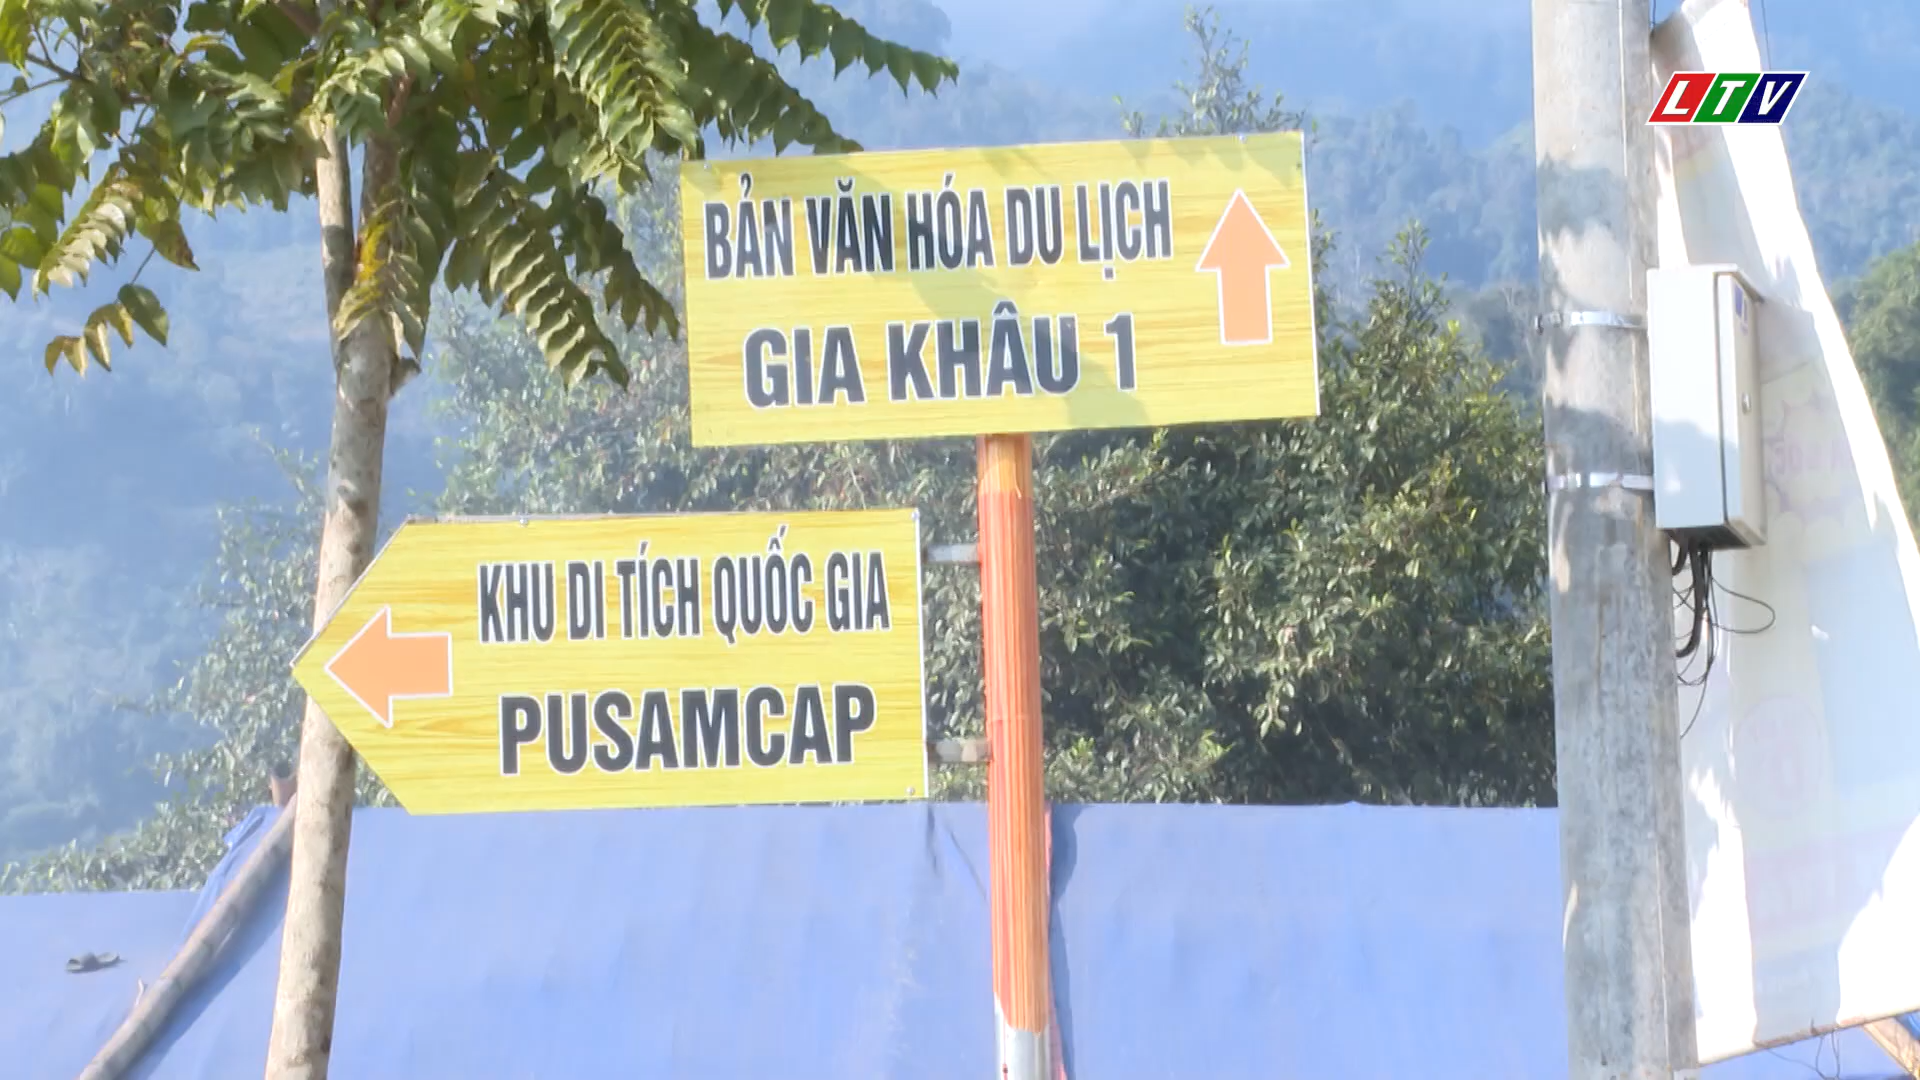 LTV
BẢN VĂN HÓA DU LỊCH
GIA KHÂU 1
KHU DI TÍCH QUỐC GIA
PUSAMCAP